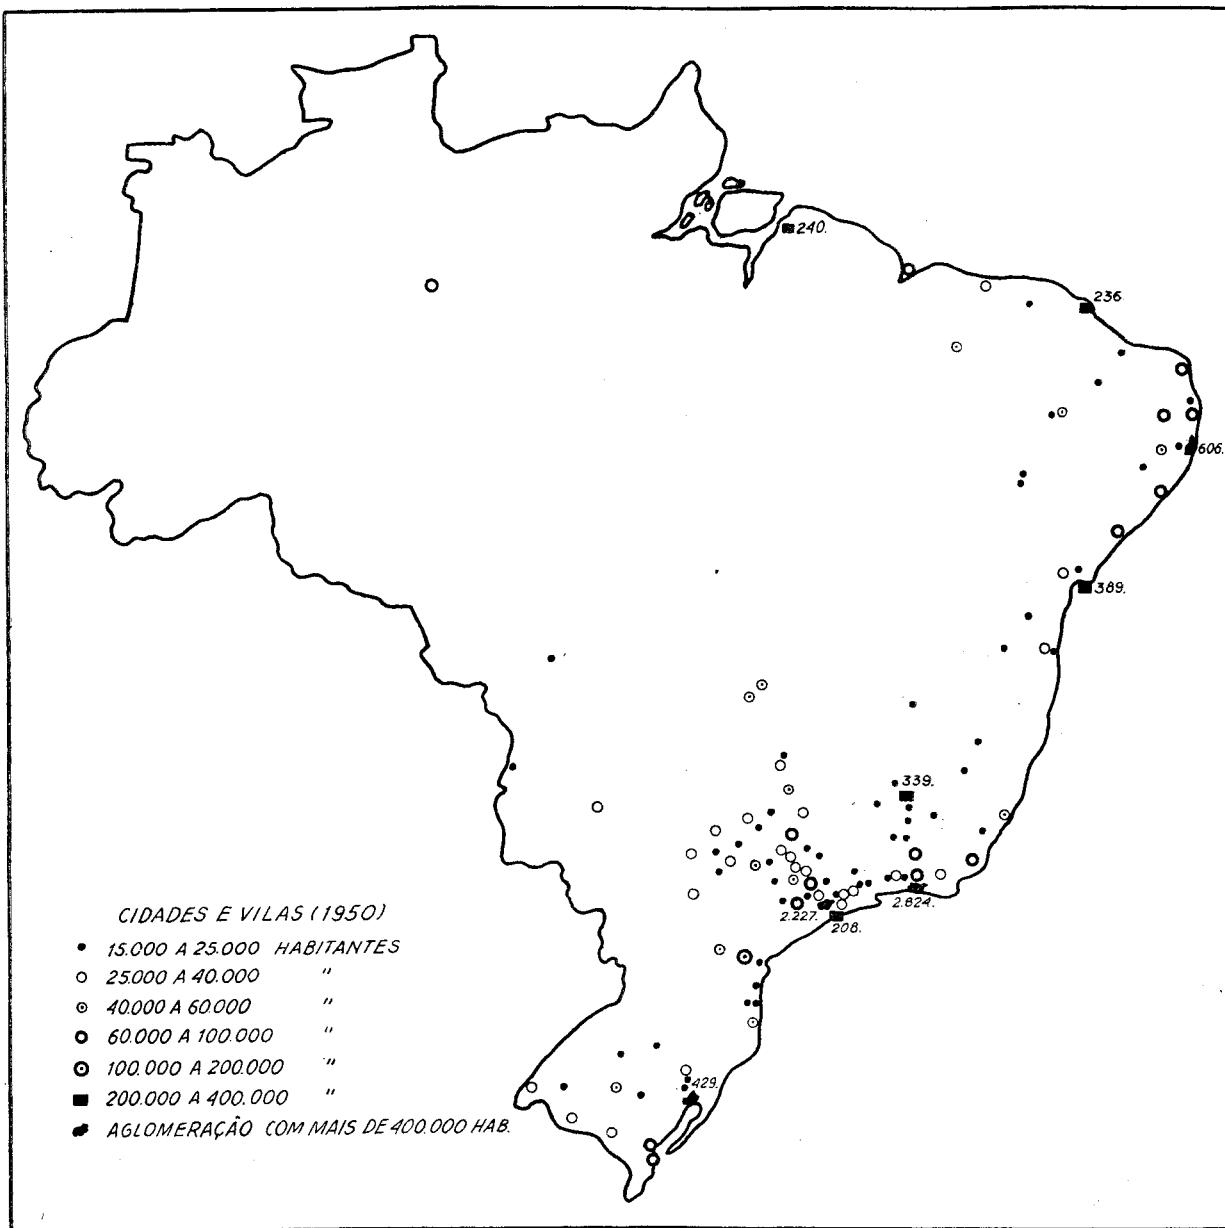 240.
236
606.
389.
339.
2.824.
2.227.
208.
429.
CIDADES E VILAS (1950)
15.000 A 25.000 HABITANTES
25.000 A 40.000 "
40.000 A 60.000 "
60.000 A 100.000 "
100.000 A 200.000 "
200.000 A 400.000 "
AGLOMERAÇÃO COM MAIS DE 400.000 HAB.